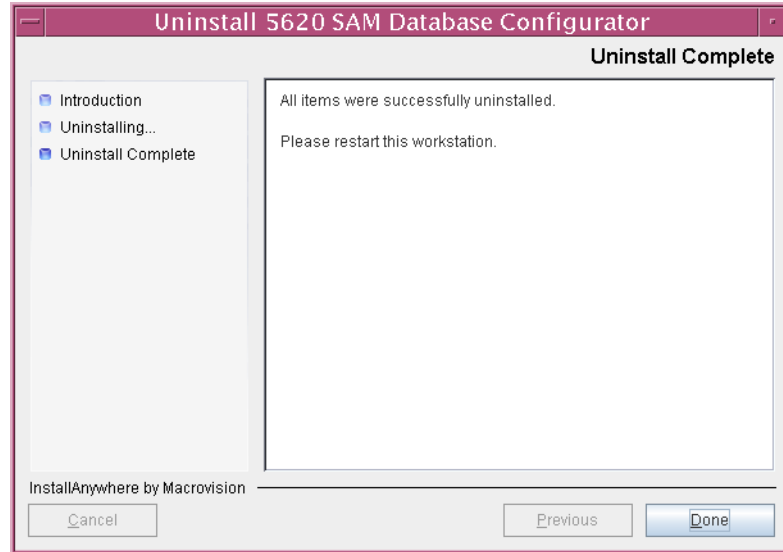 Uninstall 5620 SAM Database Configurator
Uninstall Complete
Introduction
Uninstalling...
Uninstall Complete
All items were successfully uninstalled.
Please restart this workstation.
InstallAnywhere by Macrovision
Cancel
Previous
Done